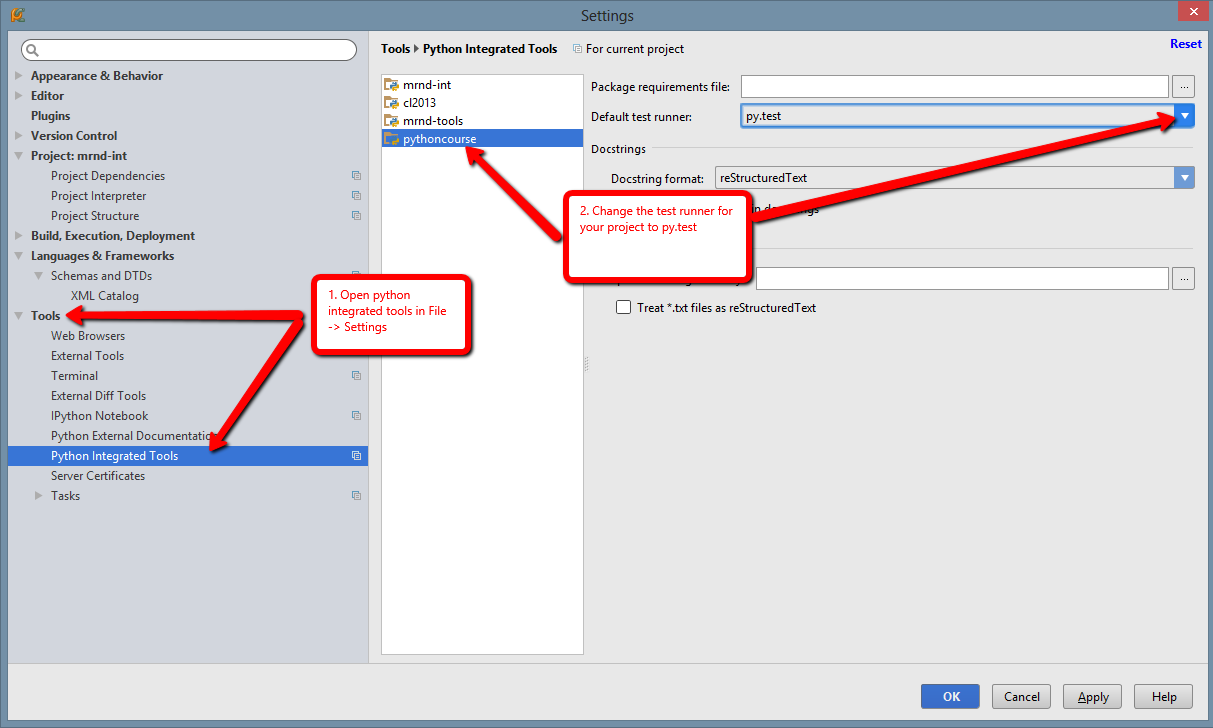 Settings
Reset
Tools Python Integrated Tools For current project
Appearance & Behavior
Editor
Plugins
Version Control
Project: mrnd-int
Project Dependencies
Project Interpreter
Project Structure
Build, Execution, Deployment
Languages & Frameworks
Schemas and DTDs
XML Catalog
Tools
Web Browsers
External Tools
Terminal
External Diff Tools
IPython Notebook
Python External Documentatio
Python Integrated Tools
Server Certificates
Tasks
mrnd-int
cl2013
mrnd-tools
pythoncourse
Package requirements file:
...
Default test runner: py.test
Docstrings
Docstring format: reStructuredText
in docstrings
...
Treat *.txt files as reStructuredText
1. Open python
integrated tools in File
-> Settings
2. Change the test runner for
your project to py.test
OK
Cancel
Apply
Help